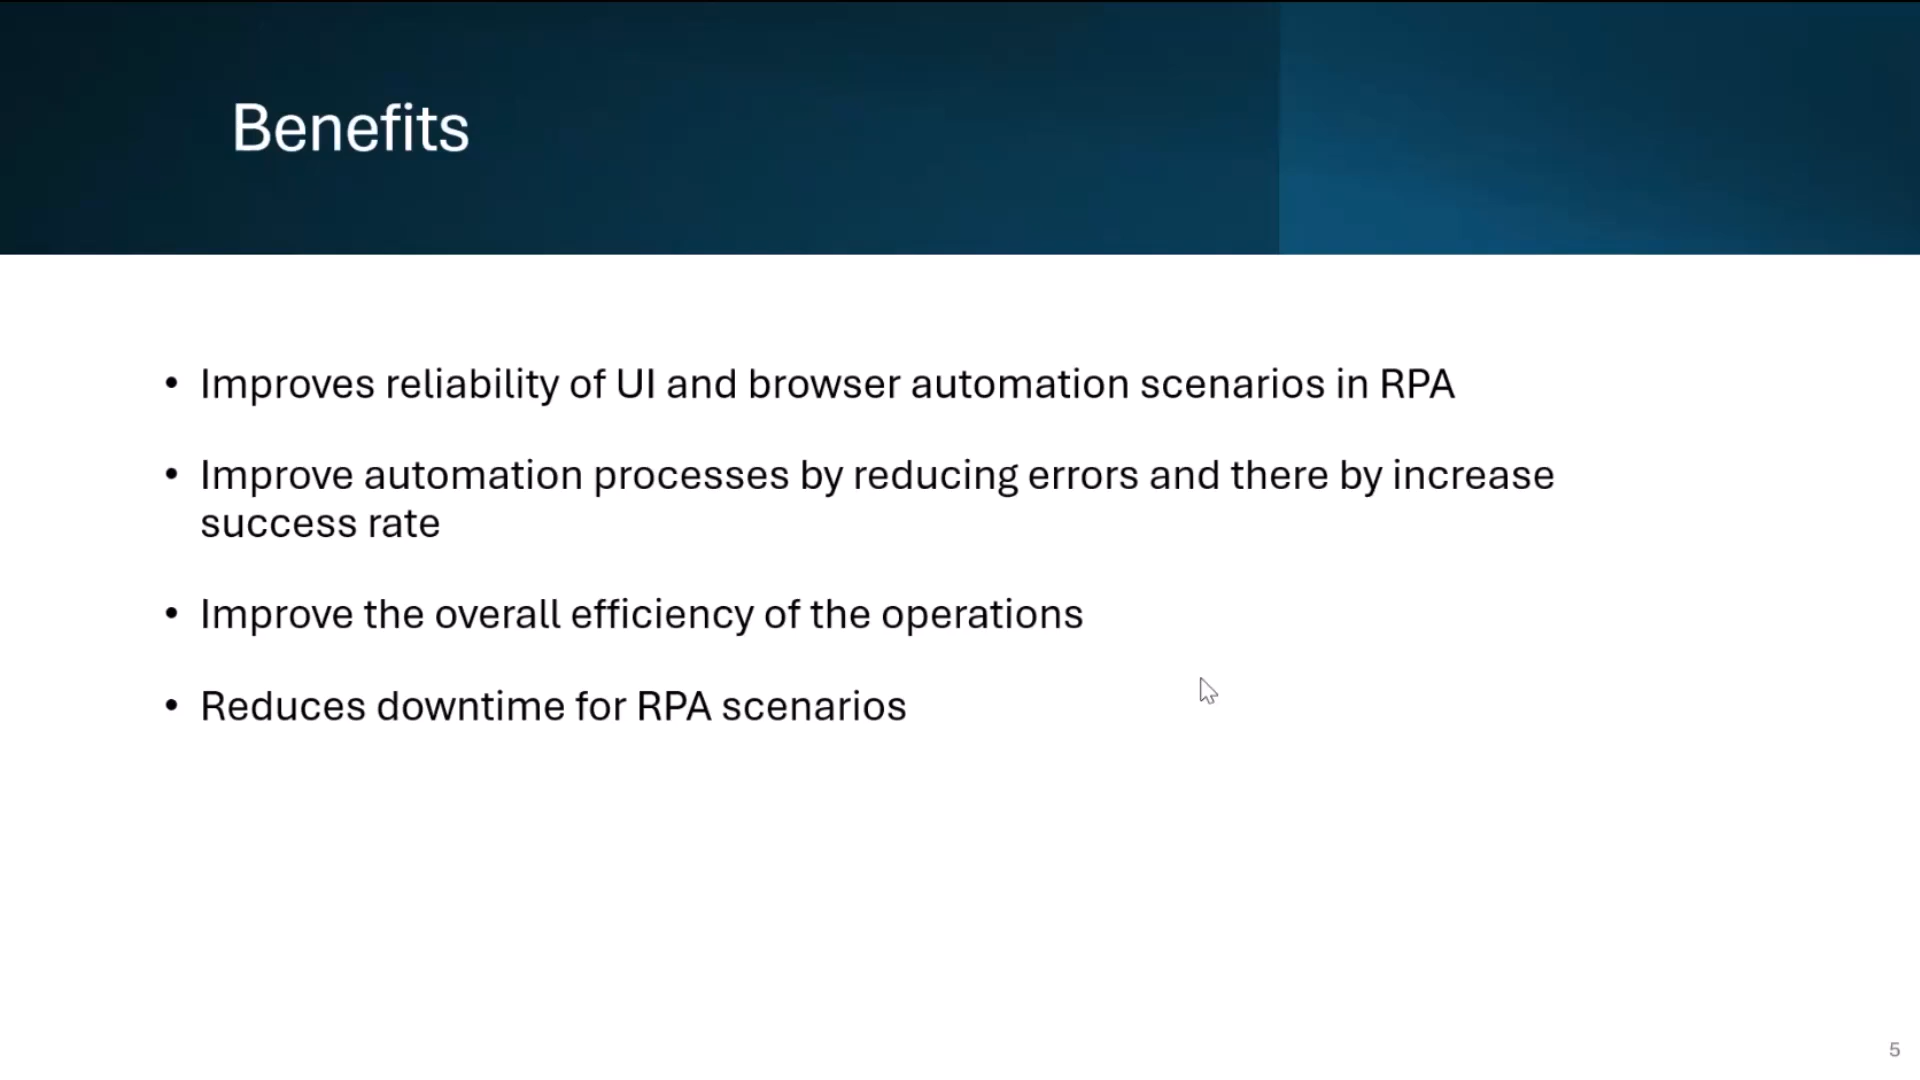 Benefits
• Improves reliability of UI and browser automation scenarios in RPA
• Improve automation processes by reducing errors and there by increase
success rate
• Improve the overall efficiency of the operations
• Reduces downtime for RPA scenarios
5